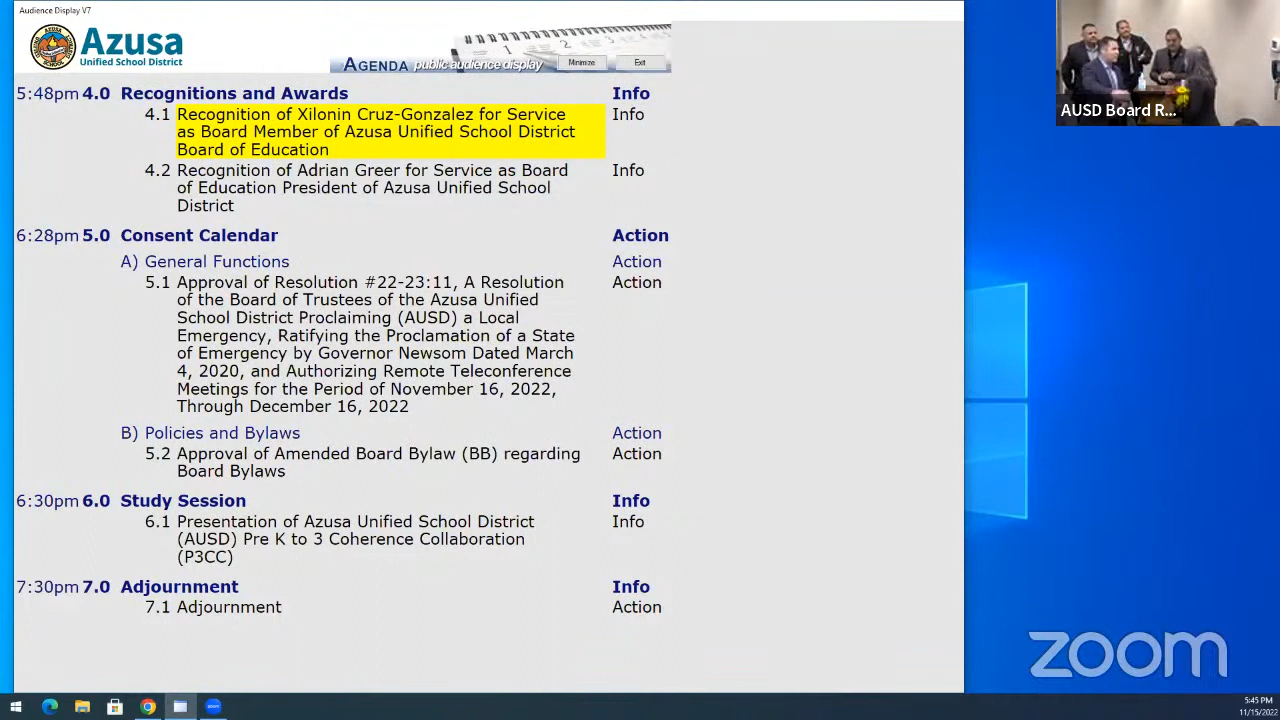 Audience Display V7
Azusa
Unified School District
1 2 3
AGENDA public audience display
Minimize
Exit
5:48pm 4.0 Recognitions and Awards Info
4.1 Recognition of Xilonin Cruz-Gonzalez for Service Info
as Board Member of Azusa Unified School District
Board of Education
4.2 Recognition of Adrian Greer for Service as Board Info
of Education President of Azusa Unified School
District
6:28pm 5.0 Consent Calendar Action
A) General Functions Action
5.1 Approval of Resolution #22-23:11, A Resolution Action
of the Board of Trustees of the Azusa Unified
School District Proclaiming (AUSD) a Local
Emergency, Ratifying the Proclamation of a State
of Emergency by Governor Newsom Dated March
4, 2020, and Authorizing Remote Teleconference
Meetings for the Period of November 16, 2022,
Through December 16, 2022
B) Policies and Bylaws Action
5.2 Approval of Amended Board Bylaw (BB) regarding Action
Board Bylaws
6:30pm 6.0 Study Session Info
6.1 Presentation of Azusa Unified School District Info
(AUSD) Pre K to 3 Coherence Collaboration
(P3CC)
7:30pm 7.0 Adjournment Info
7.1 Adjournment Action
AUSD Board R...
zoom
5:45 PM
11/15/2022